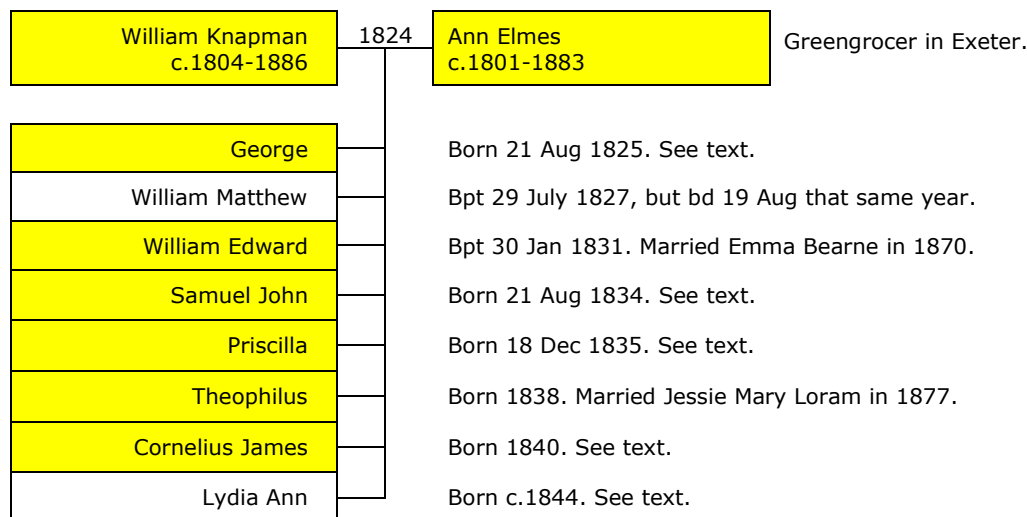 William Knapman 1824 Ann Elmes Greengrocer in Exeter.
c.1804-1886 c.1801-1883
George Born 21 Aug 1825. See text.
William Matthew Bpt 29 July 1827, but bd 19 Aug that same year.
William Edward Bpt 30 Jan 1831. Married Emma Bearne in 1870.
Samuel John Born 21 Aug 1834. See text.
Priscilla Born 18 Dec 1835. See text.
Theophilus Born 1838. Married Jessie Mary Loram in 1877.
Cornelius James Born 1840. See text.
Lydia Ann Born c.1844. See text.